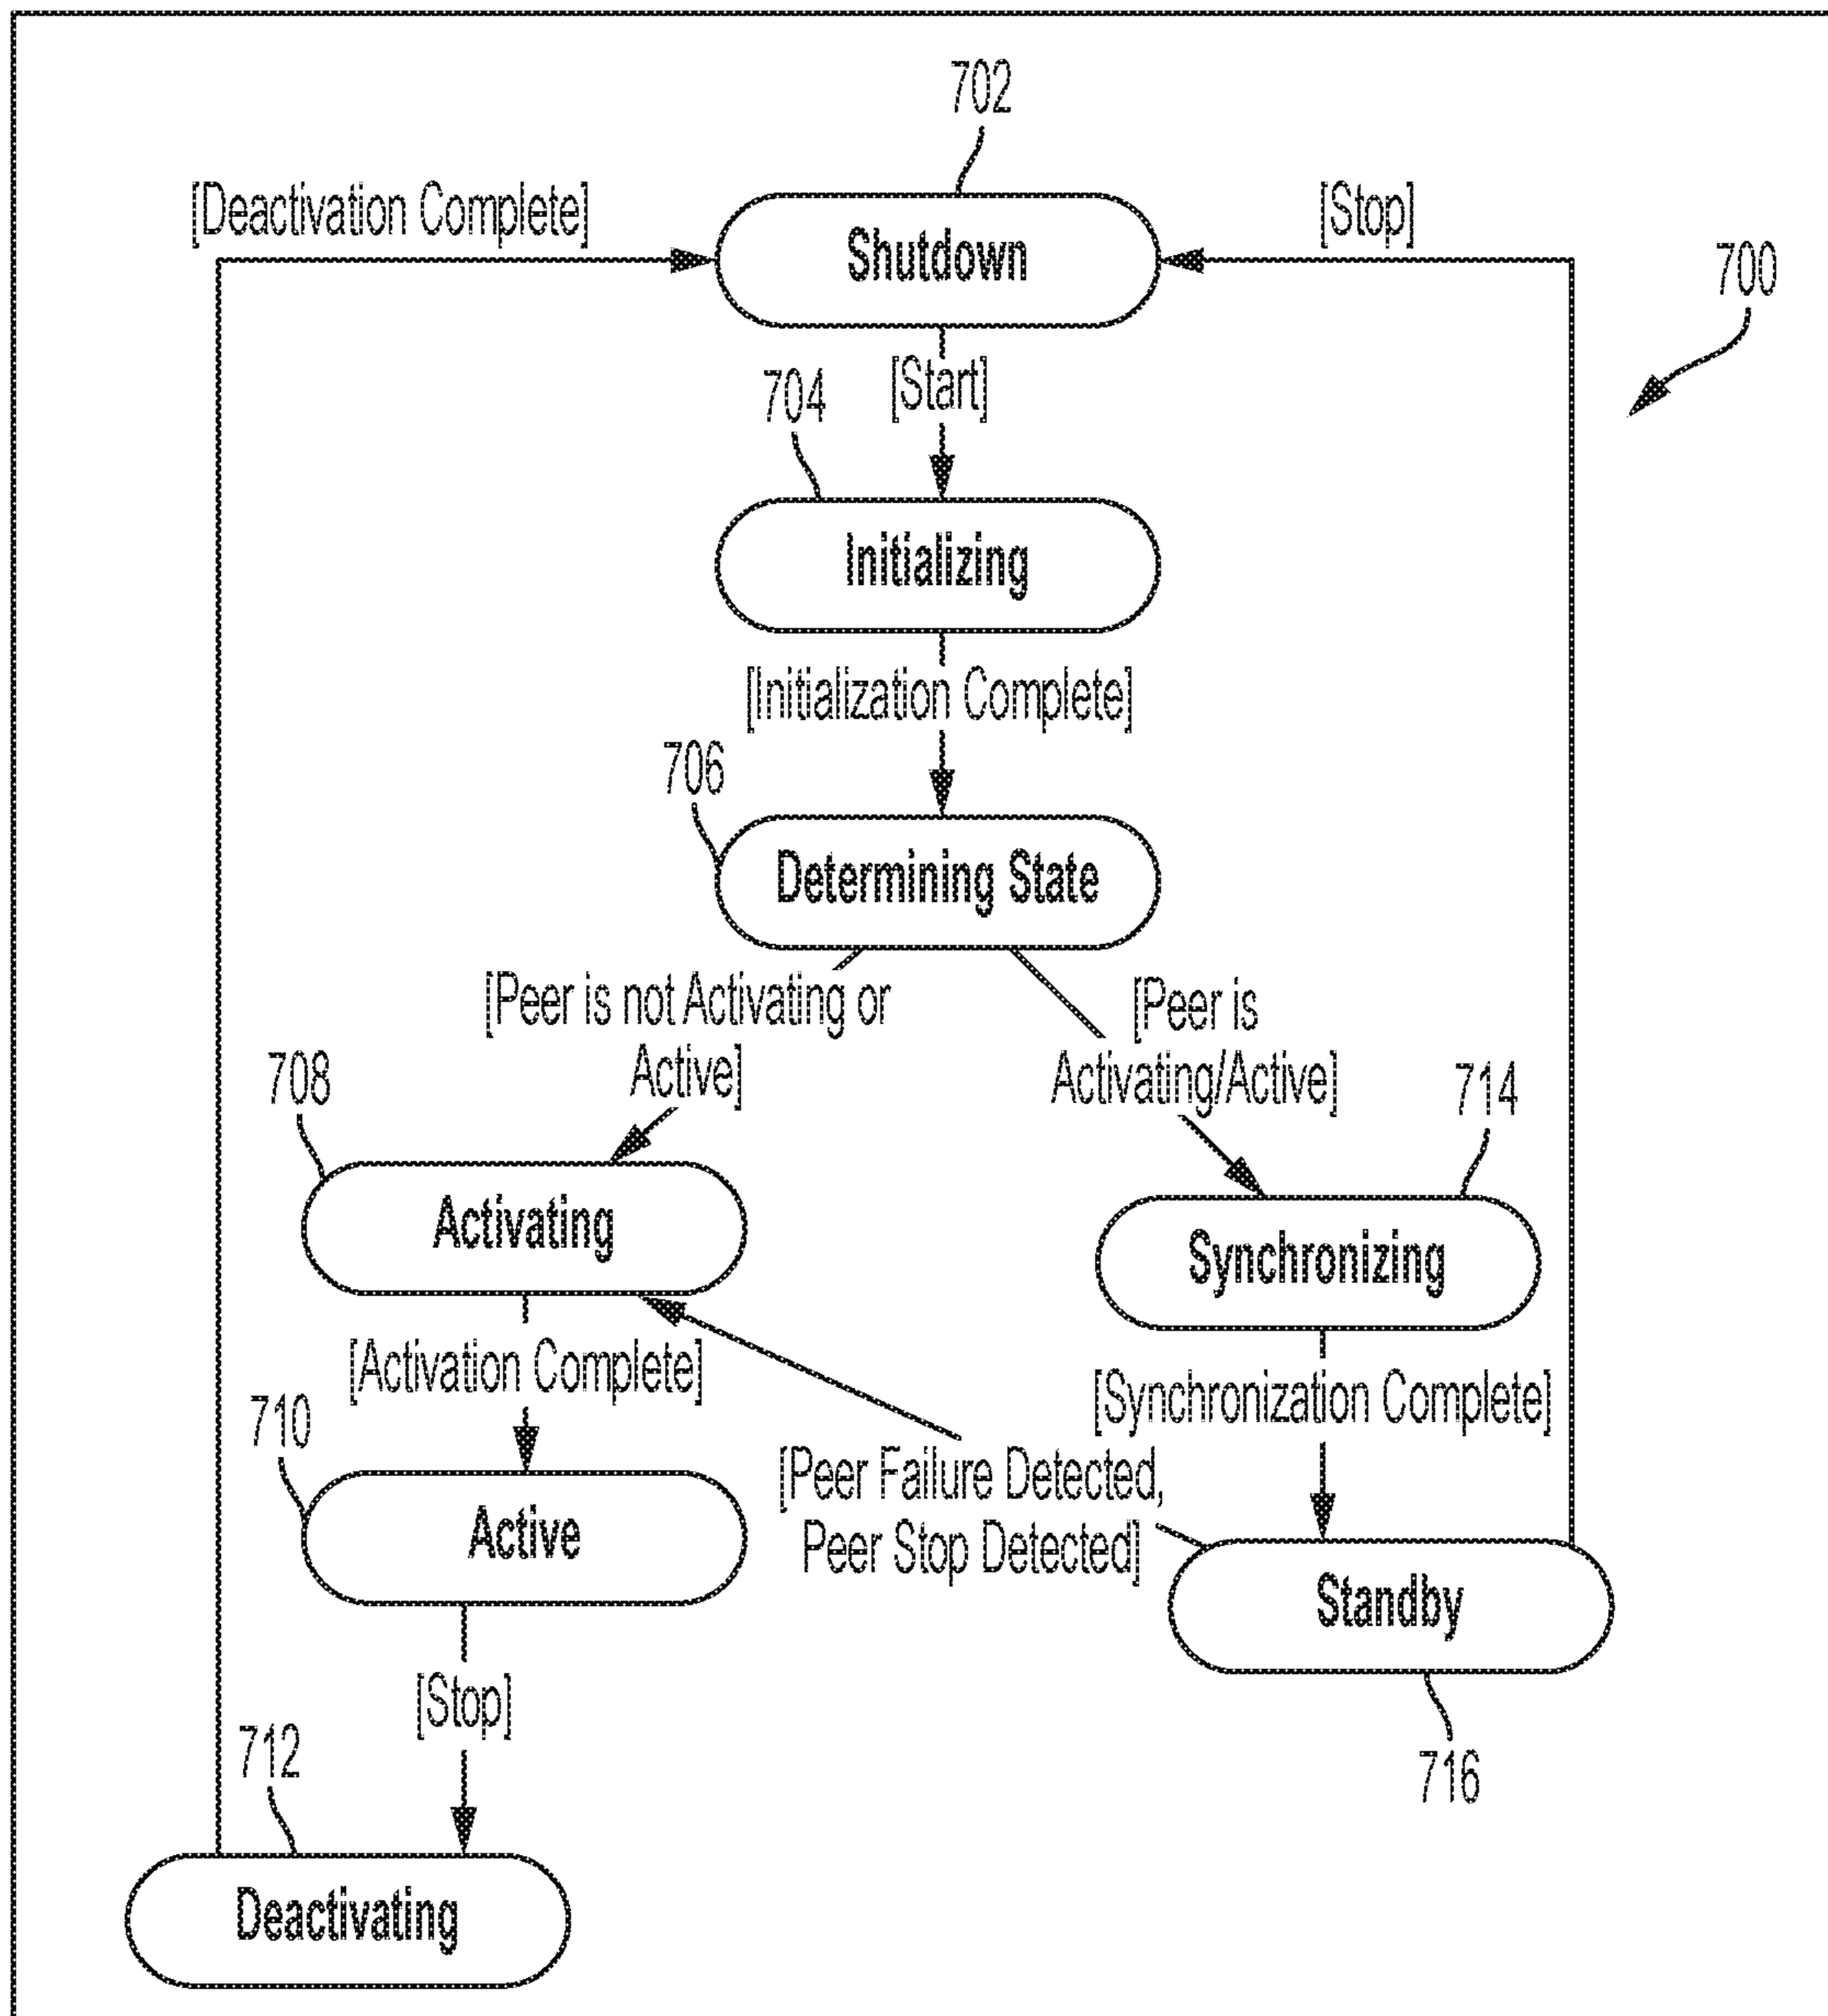 702
[Deactivation Complete]
[Stop]
Shutdown
700
[Start]
704
Initializing
[Initialization Complete]
706
Determining State
[Peer is not Activating or
Active]
[Peer is
Activating/Active]
708
714
Activating
Synchronizing
[Activation Complete]
[Synchronization Complete]
710
[Peer Failure Detected,
Peer Stop Detected]
Active
Standby
[Stop]
712
716
Deactivating